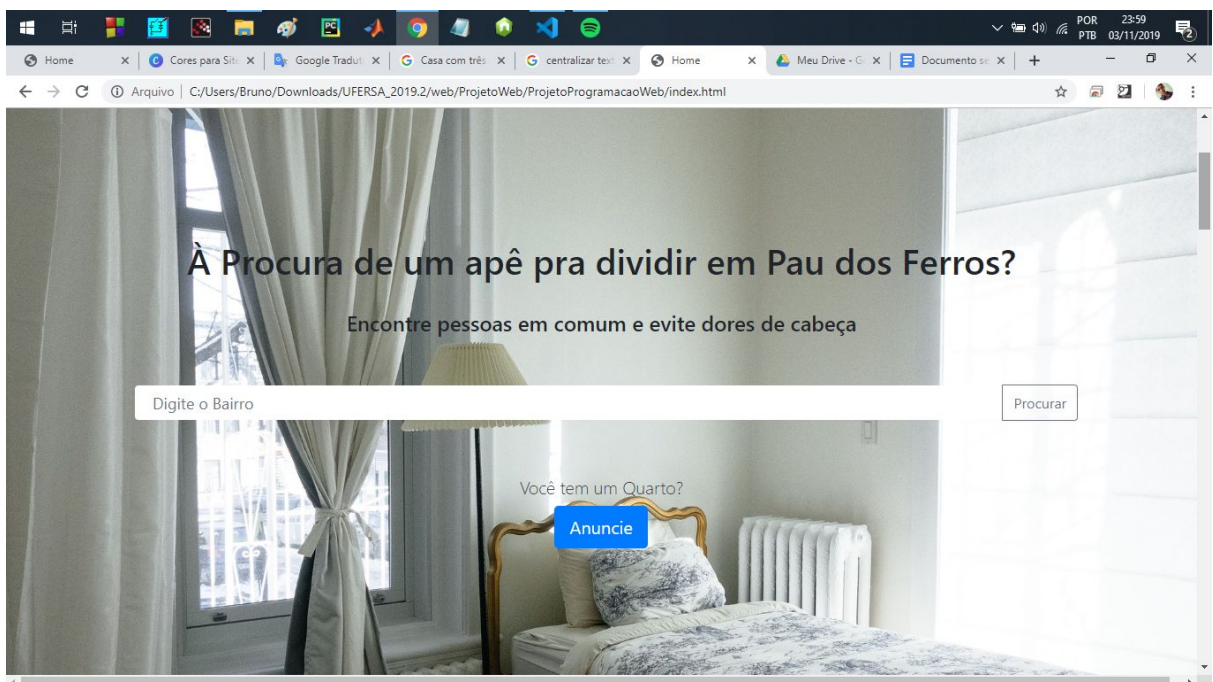 POR 23:59
PTB 03/11/2019
2
Home
Cores para Site
Google Tradut
Casa com três
centralizar text
Home
Meu Drive - G
Documento se
Arquivo C:/Users/Bruno/Downloads/UFERSA_2019.2/web/ProjetoWeb/ProjetoProgramacaoWeb/index.html
À Procura de um apê pra dividir em Pau dos Ferros?
Encontre pessoas em comum e evite dores de cabeça
Digite o Bairro Procurar
Você tem um Quarto?
Anuncie